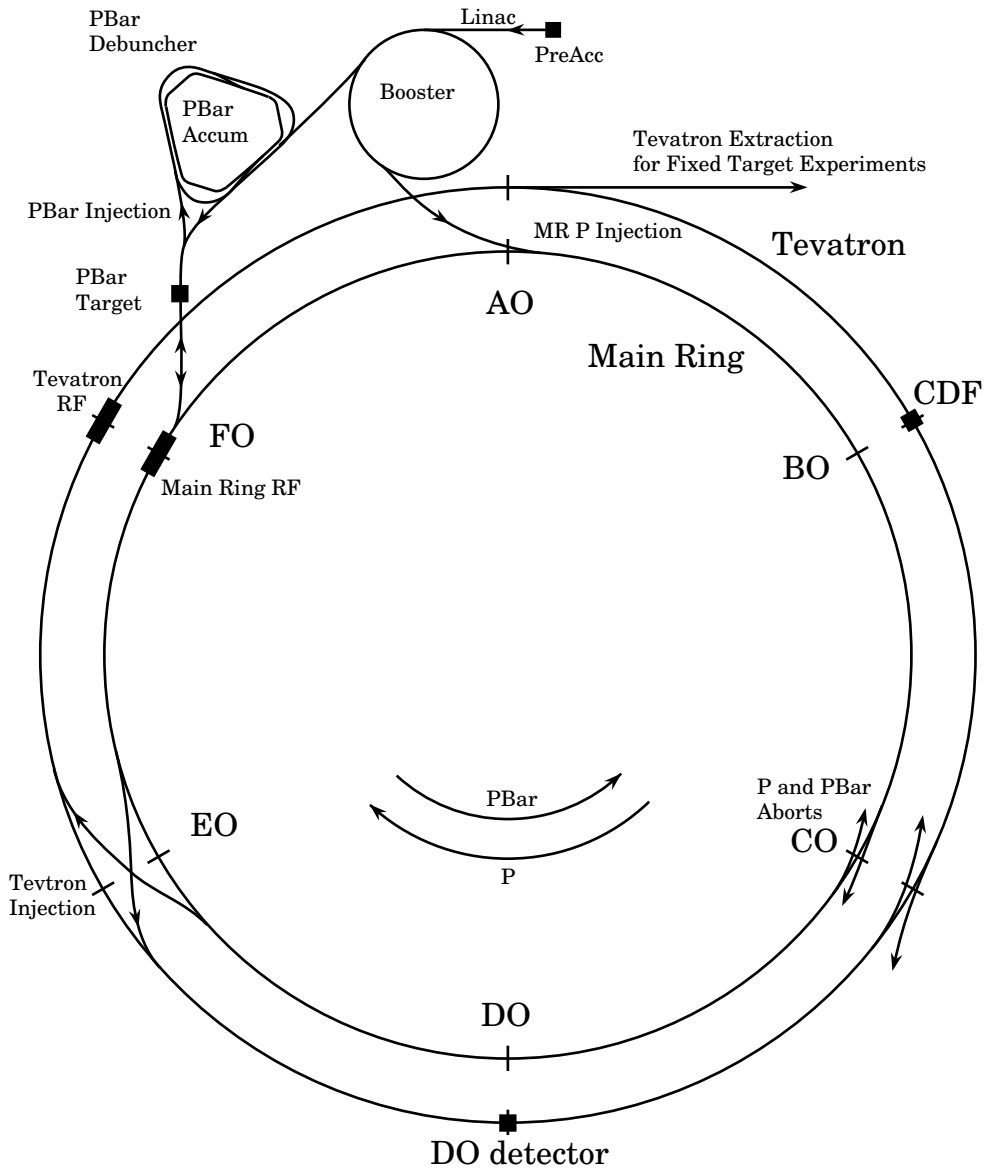 PBar
Debuncher
Linac
PreAcc
Booster
PBar
Accum
Tevatron Extraction
for Fixed Target Experiments
PBar Injection
MR P Injection
Tevatron
PBar
Target
AO
Main Ring
Tevatron
RF
CDF
FO
BO
Main Ring RF
P and PBar
Aborts
PBar
EO
CO
P
Tevtron
Injection
DO
DO detector